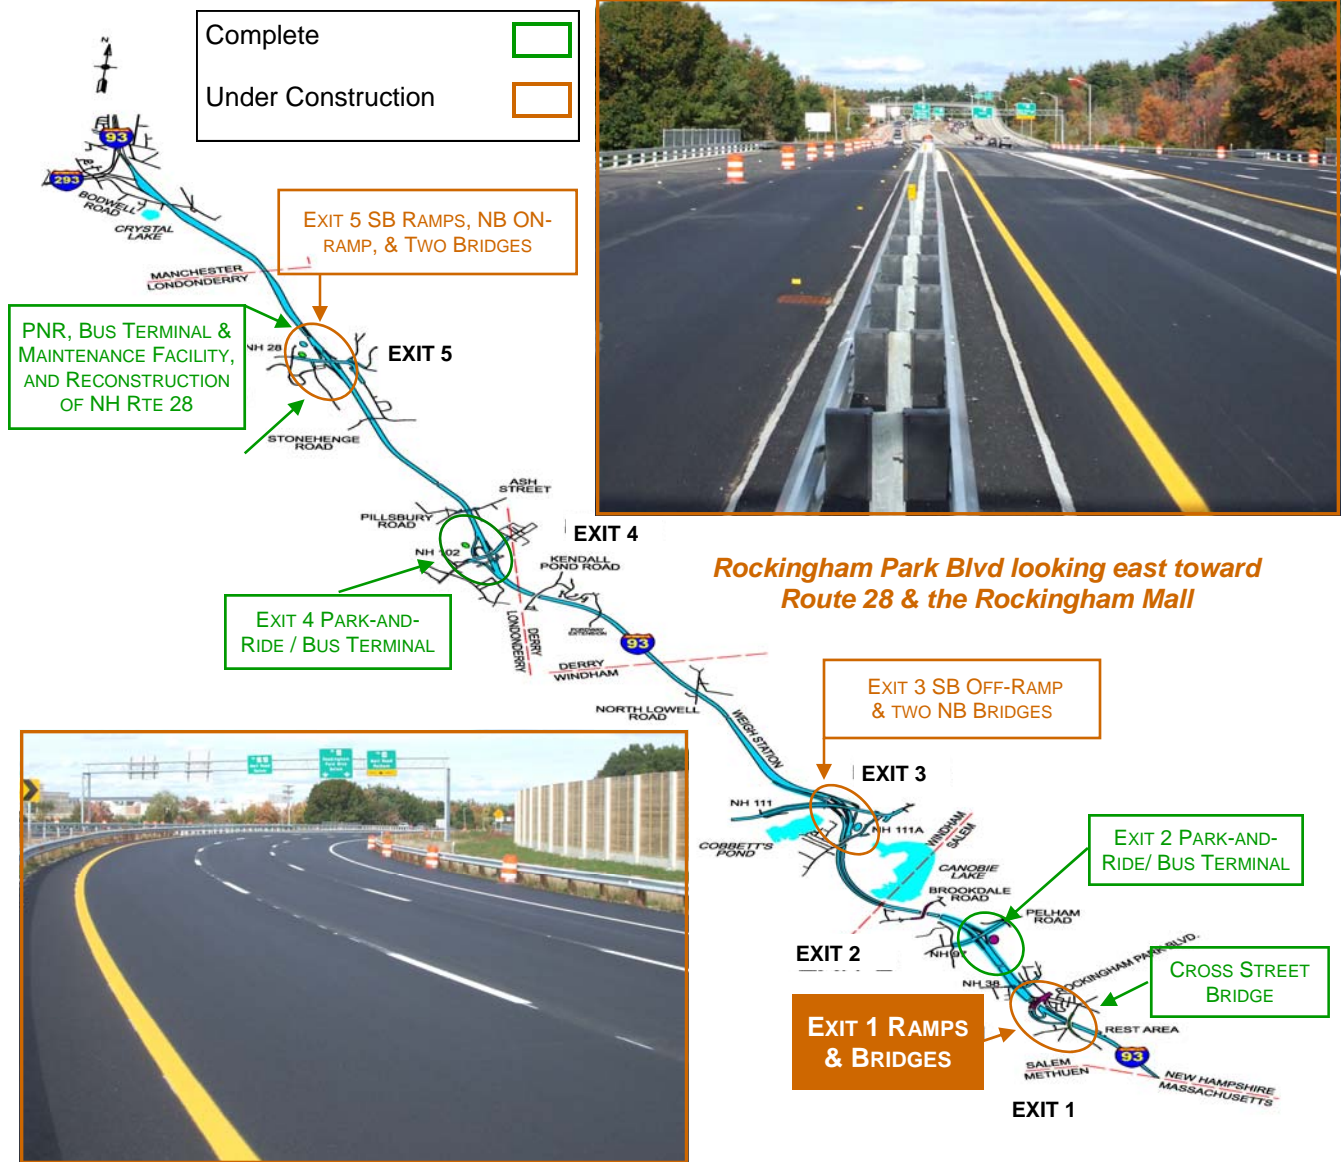 Complete
Under Construction
N
93
293
BODWELL
ROAD
CRYSTAL
LAKE
EXIT 5 SB RAMPS, NB ON-
RAMP, & TWO BRIDGES
MANCHESTER
LONDONDERRY
PNR, BUS TERMINAL &
MAINTENANCE FACILITY,
AND RECONSTRUCTION
OF NH RTE 28
NH 28
EXIT 5
STONEHENGE
ROAD
ASH
STREET
PILLSBURY
ROAD
EXIT 4
NH 102
KENDALL
POND ROAD
Rockingham Park Blvd looking east toward
Route 28 & the Rockingham Mall
EXIT 4 PARK-AND-
RIDE / BUS TERMINAL
FORDWAY
EXTENSION
DERRY
LONDONDERRY
93
DERRY
WINDHAM
EXIT 3 SB OFF-RAMP
& TWO NB BRIDGES
NORTH LOWELL
ROAD
WEIGH STATION
EXIT 3
NH 111
NH 111A
COBBETT'S
POND
WINDHAM
SALEM
CANOBIE
LAKE
EXIT 2 PARK-AND-
RIDE/ BUS TERMINAL
BROOKDALE
ROAD
PELHAM
ROAD
EXIT 2
NH 97
ROCKINGHAM PARK BLVD.
CROSS STREET
BRIDGE
NH 38
EXIT 1 RAMPS
& BRIDGES
REST AREA
93
SALEM
METHUEN
NEW HAMPSHIRE
MASSACHUSETTS
EXIT 1